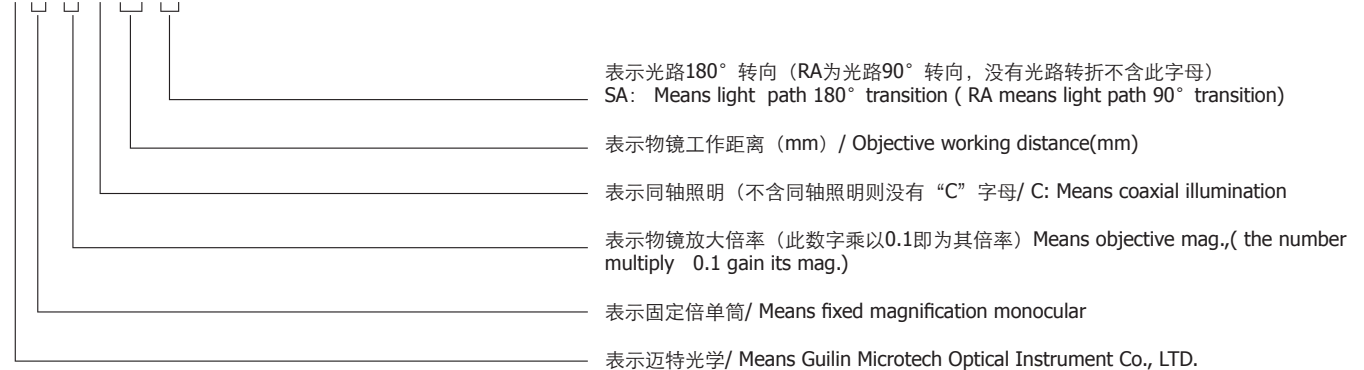 表示光路180°转向（RA为光路90°转向，没有光路转折不含此字母）
SA： Means light path 180°transition ( RA means light path 90°transition)
表示物镜工作距离（mm）/ Objective working distance(mm)
表示同轴照明（不含同轴照明则没有“C”字母/ C: Means coaxial illumination
表示物镜放大倍率（此数字乘以0.1即为其倍率）Means objective mag.,( the number
multiply 0.1 gain its mag.)
表示固定倍单筒/ Means fixed magnification monocular
表示迈特光学/ Means Guilin Microtech Optical Instrument Co., LTD.